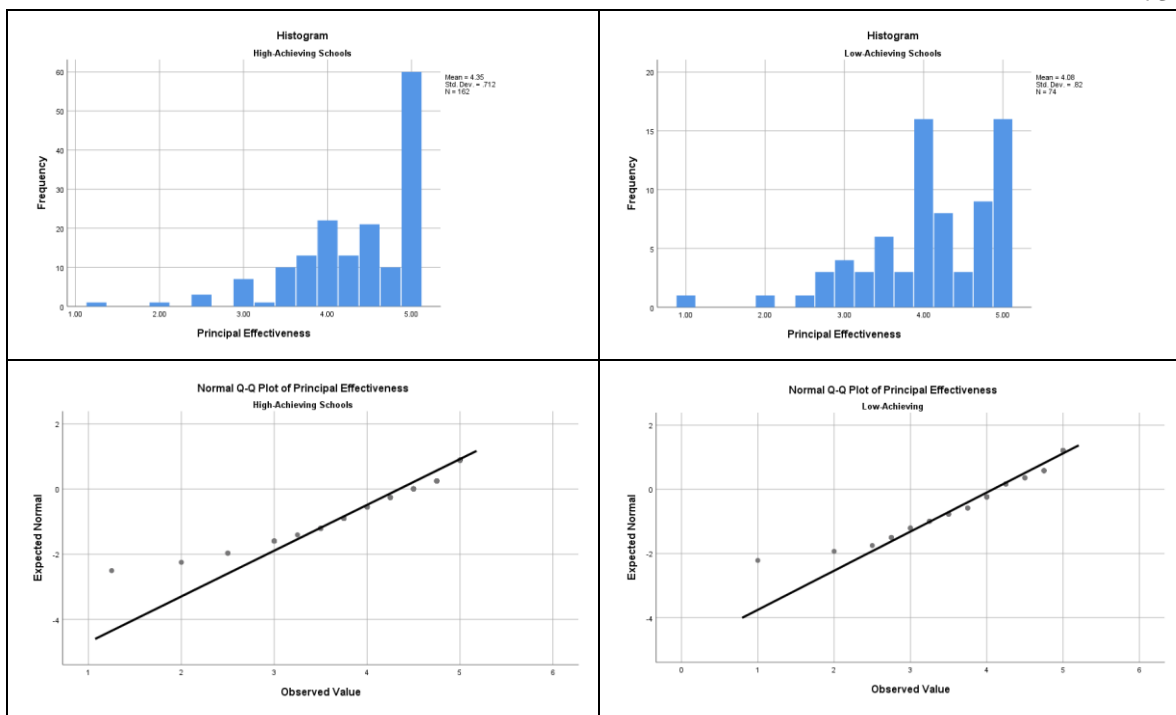 Histogram
High-Achieving Schools
Mean = 4.35
Std. Dev. = .712
N = 162
60
50
40
30
20
10
0
Frequency
1.00 2.00 3.00 4.00 5.00
Principal Effectiveness
Histogram
Low-Achieving Schools
Mean = 4.08
Std. Dev. = .82
N = 74
20
15
10
5
0
Frequency
1.00 2.00 3.00 4.00 5.00
Principal Effectiveness
Normal Q-Q Plot of Principal Effectiveness
High-Achieving Schools
2
0
-2
-4
Expected Normal
1 2 3 4 5 6
Observed Value
Normal Q-Q Plot of Principal Effectiveness
Low-Achieving
2
0
-2
-4
Expected Normal
0 1 2 3 4 5 6
Observed Value